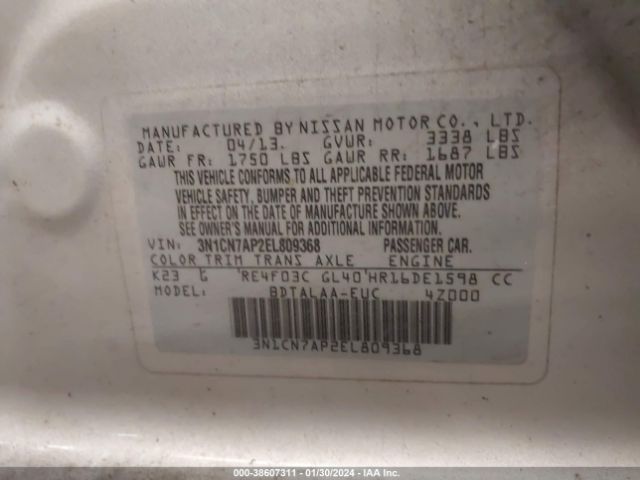 MANUFACTURED BY NISSAN MOTOR CO., LTD.
DATE: 04/13. GVWR: 3338 LBS
GAWR FR: 1750 LBS GAWR RR: 1687 LBS
THIS VEHICLE CONFORMS TO ALL APPLICABLE FEDERAL MOTOR
VEHICLE SAFETY, BUMPER AND THEFT PREVENTION STANDARDS
IN EFFECT ON THE DATE OF MANUFACTURE SHOWN ABOVE.
SEE OWNER'S MANUAL FOR ADDITIONAL INFORMATION.
VIN: 3N1CN7AP2EL809368 PASSENGER CAR.
COLOR TRIM TRANS AXLE ENGINE
K23 G RE4F03C GL40 HR16DE1598 CC
MODEL: BDTALAA-EUC 4Z000
3N1CN7AP2EL809368
000-38607311 - 01/30/2024 - IAA Inc.